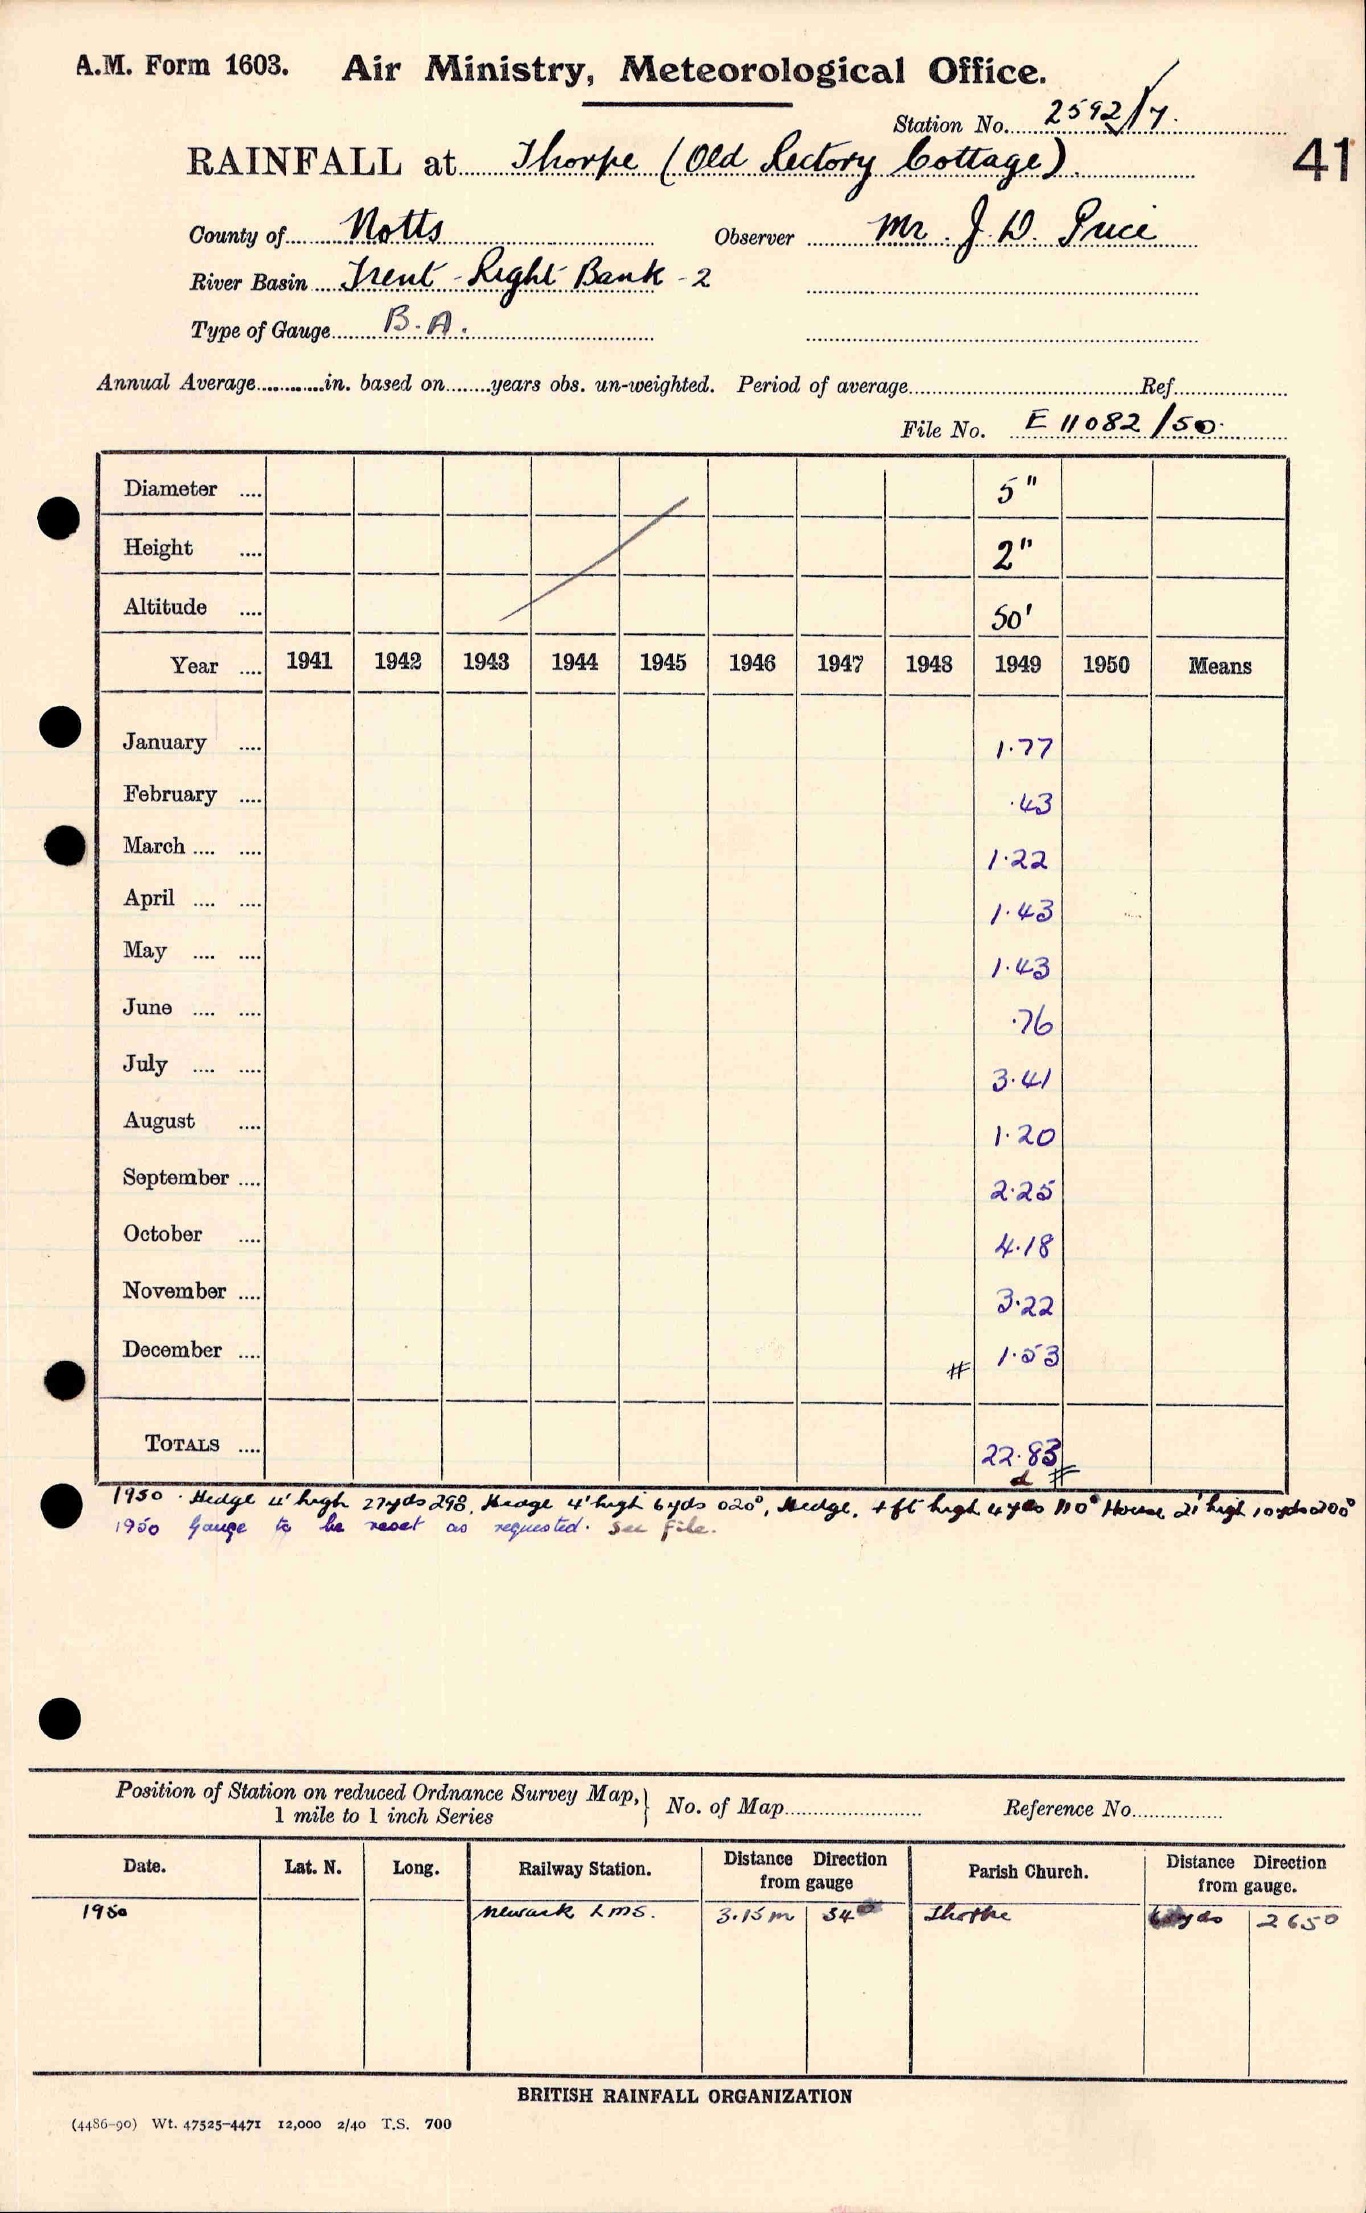 A.M. Form 1603. Air Ministry, Meteorological Office.
Station No. 2592/7.
41
RAINFALL at Thorpe (Old Rectory Cottage).
County of Notts Observer Mr. J. D. Price
River Basin Trent - Right Bank - 2
Type of Gauge B.A.
Annual Average in. based on years obs. un-weighted. Period of average Ref.
File No. E 11082/50.
Diameter .... 5"
Height .... 2"
Altitude .... 50'
Year .... 1941 1942 1943 1944 1945 1946 1947 1948 1949 1950 Means
January .... 1·77
February .... ·43
March .... .... 1·22
April .... .... 1·43
May .... .... 1·43
June .... .... ·76
July .... .... 3·41
August .... 1·20
September .... 2·25
October .... 4·18
November .... 3·22
December .... # 1·53
TOTALS .... 22·83
d #
1950 . Hedge 4' high 27yds 298, Hedge 4' high 6yds 020°, Hedge, 4 ft high 4yds 110° House 21' high 10yds 200°
1950 Gauge to be reset as requested. See file.
Position of Station on reduced Ordnance Survey Map, 1 mile to 1 inch Series } No. of Map Reference No.
Date. Lat. N. Long. Railway Station. Distance Direction from gauge Parish Church. Distance Direction from gauge.
1950 Newark LMS. 3.15m 34 Thorpe yds 2650
BRITISH RAINFALL ORGANIZATION
(4486-90) Wt. 47525-4471 12,000 2/40 T.S. 700